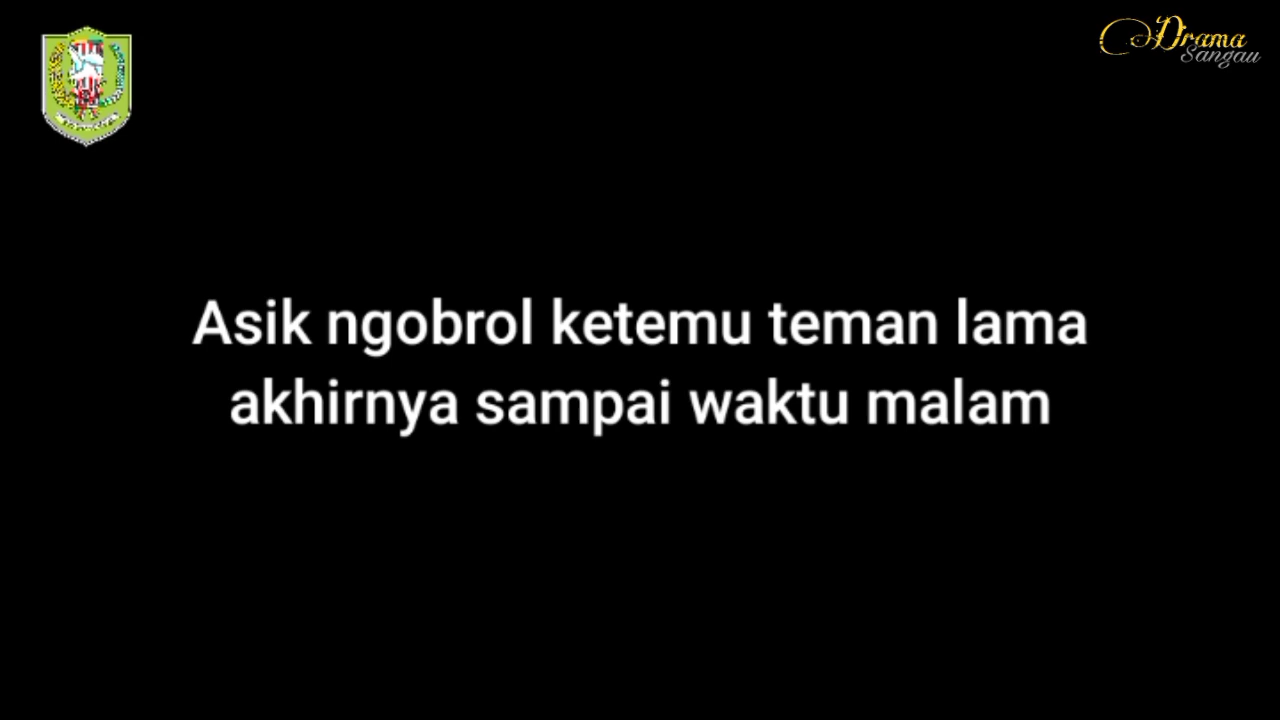 Drama
Sangau
Asik ngobrol ketemu teman lama
akhirnya sampai waktu malam